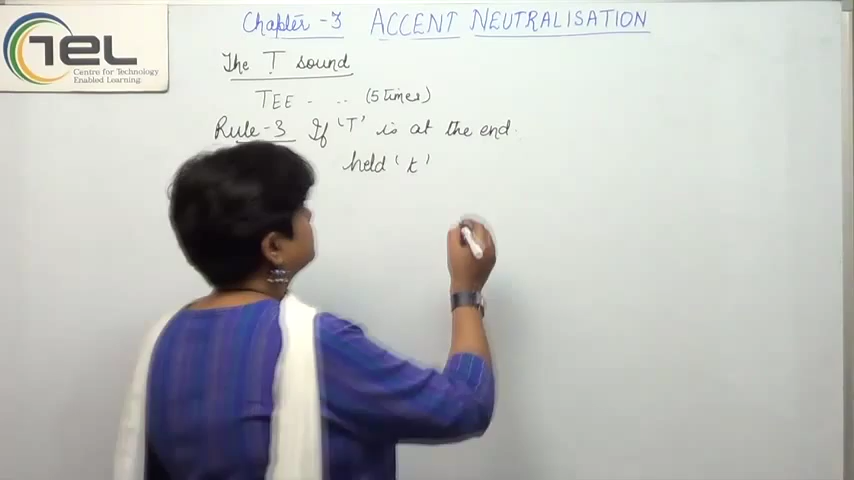 Chapter - 3 ACCENT NEUTRALISATION
TEL
Centre for Technology
Enabled Learning
The T sound
TEE - .. (5 times)
Rule - 3 If 'T' is at the end.
held 't'